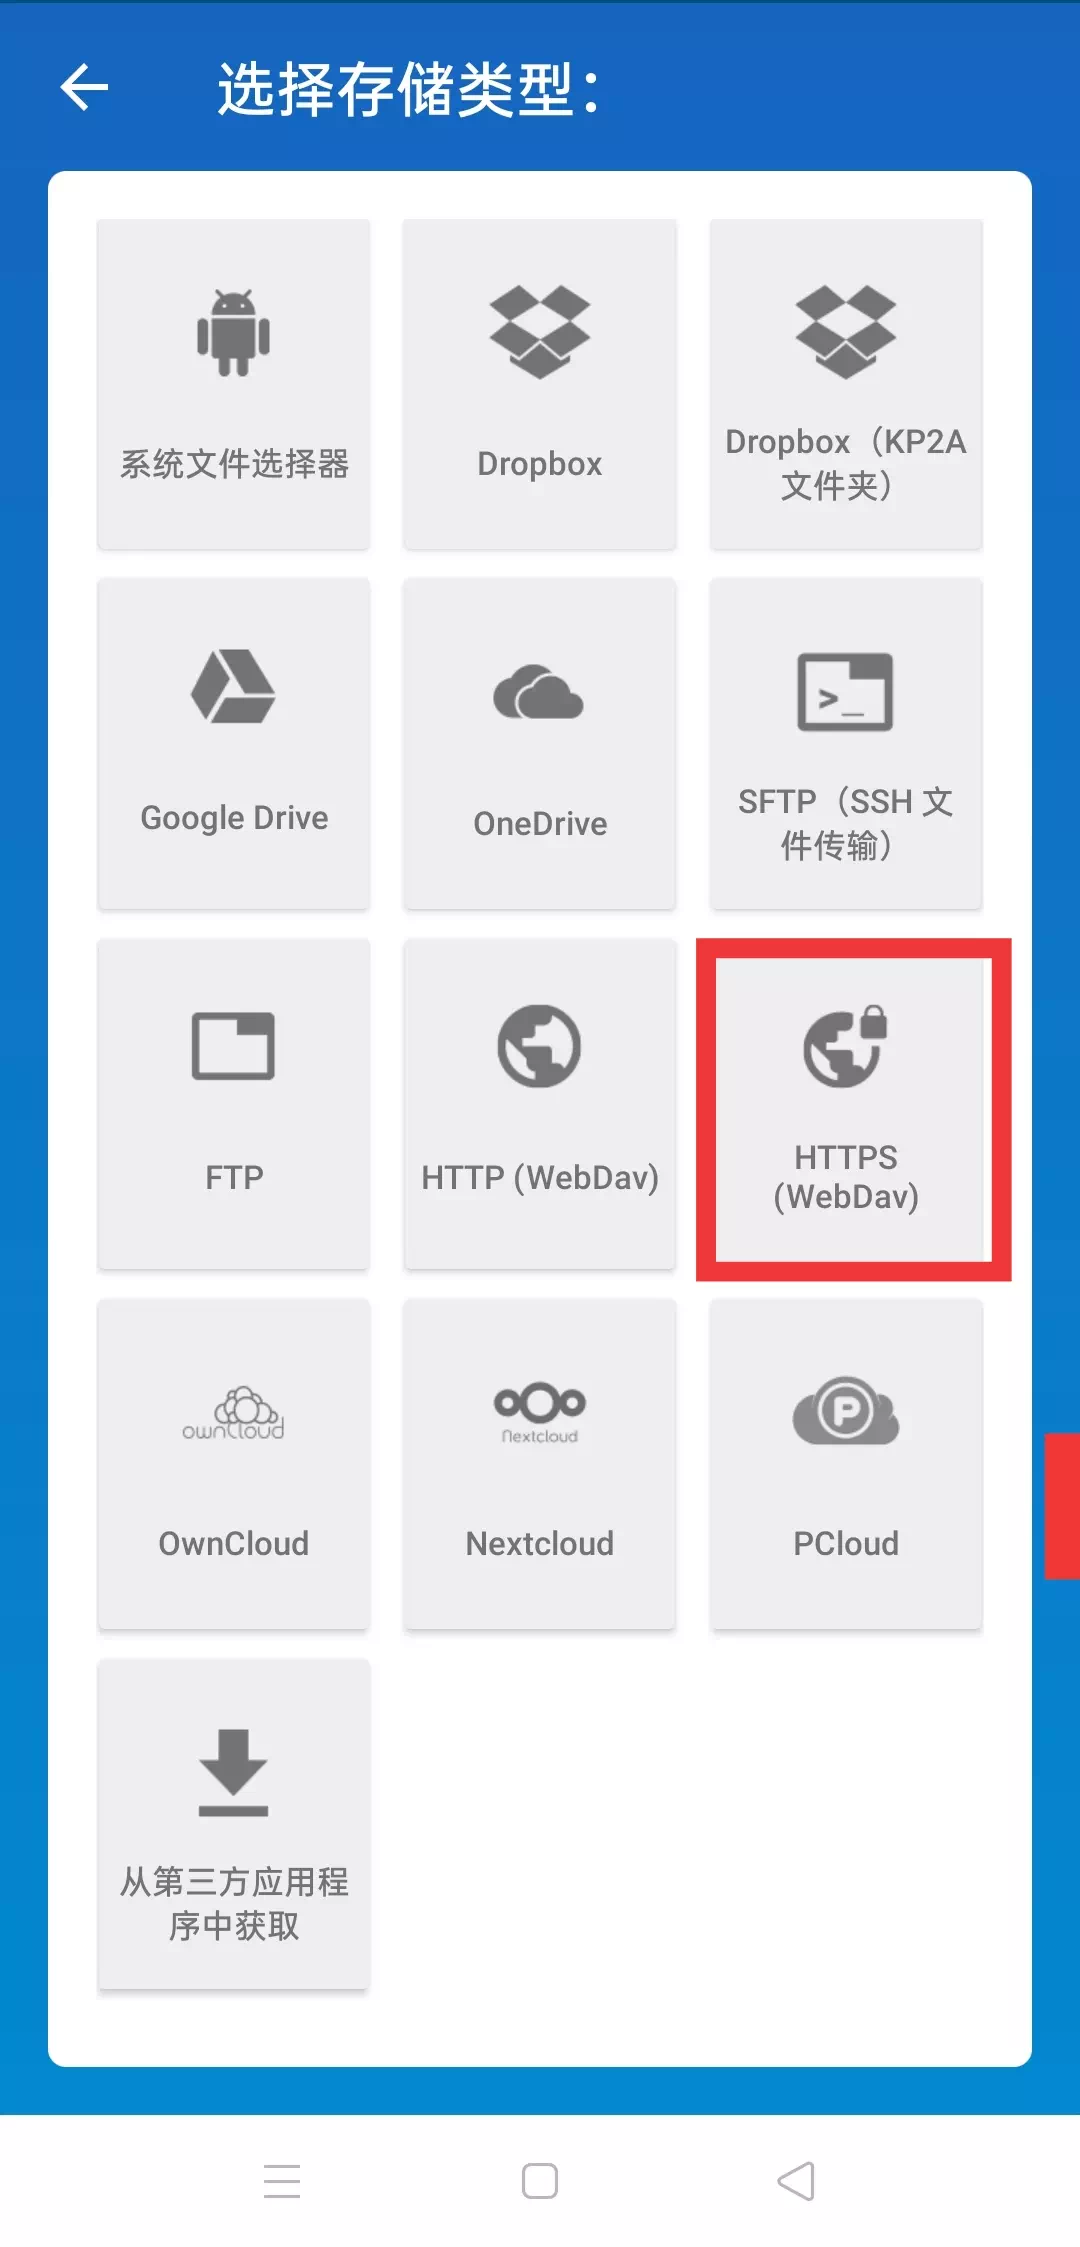 选择存储类型：
系统文件选择器
Dropbox
Dropbox（KP2A
文件夹）
Google Drive
OneDrive
>_
SFTP（SSH 文
件传输）
FTP
HTTP (WebDav)
HTTPS
(WebDav)
ownCloud
OwnCloud
Nextcloud
Nextcloud
P
PCloud
从第三方应用程
序中获取